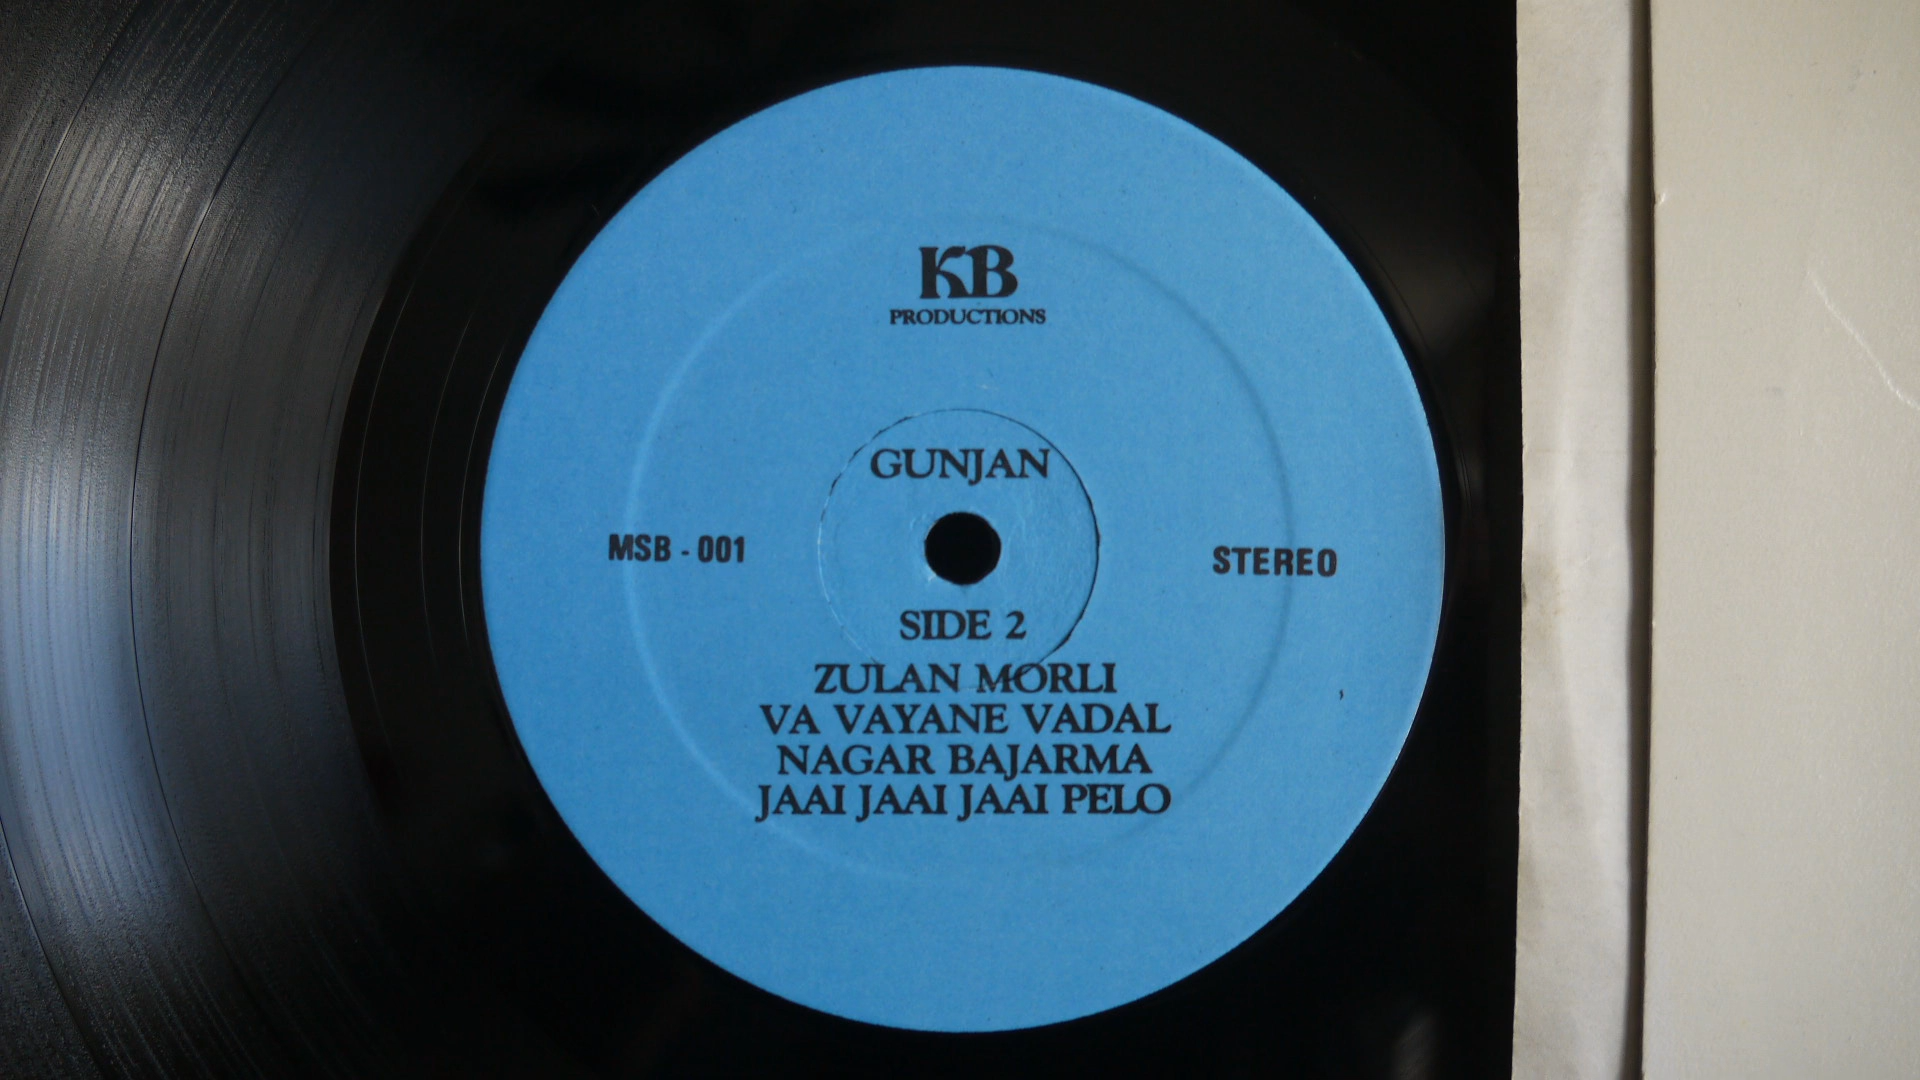 KB
PRODUCTIONS
GUNJAN
MSB - 001
STEREO
SIDE 2
ZULAN MORLI
VA VAYANE VADAL
NAGAR BAJARMA
JAAI JAAI JAAI PELO